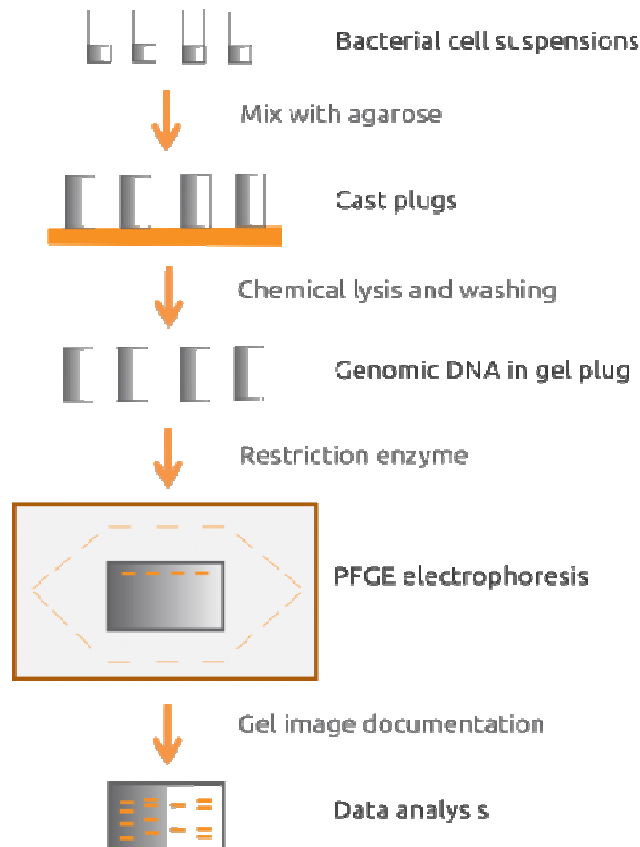 Bacterial cell suspensions
Mix with agarose
Cast plugs
Chemical lysis and washing
Genomic DNA in gel plug
Restriction enzyme
PFGE electrophoresis
Gel image documentation
Data analysis